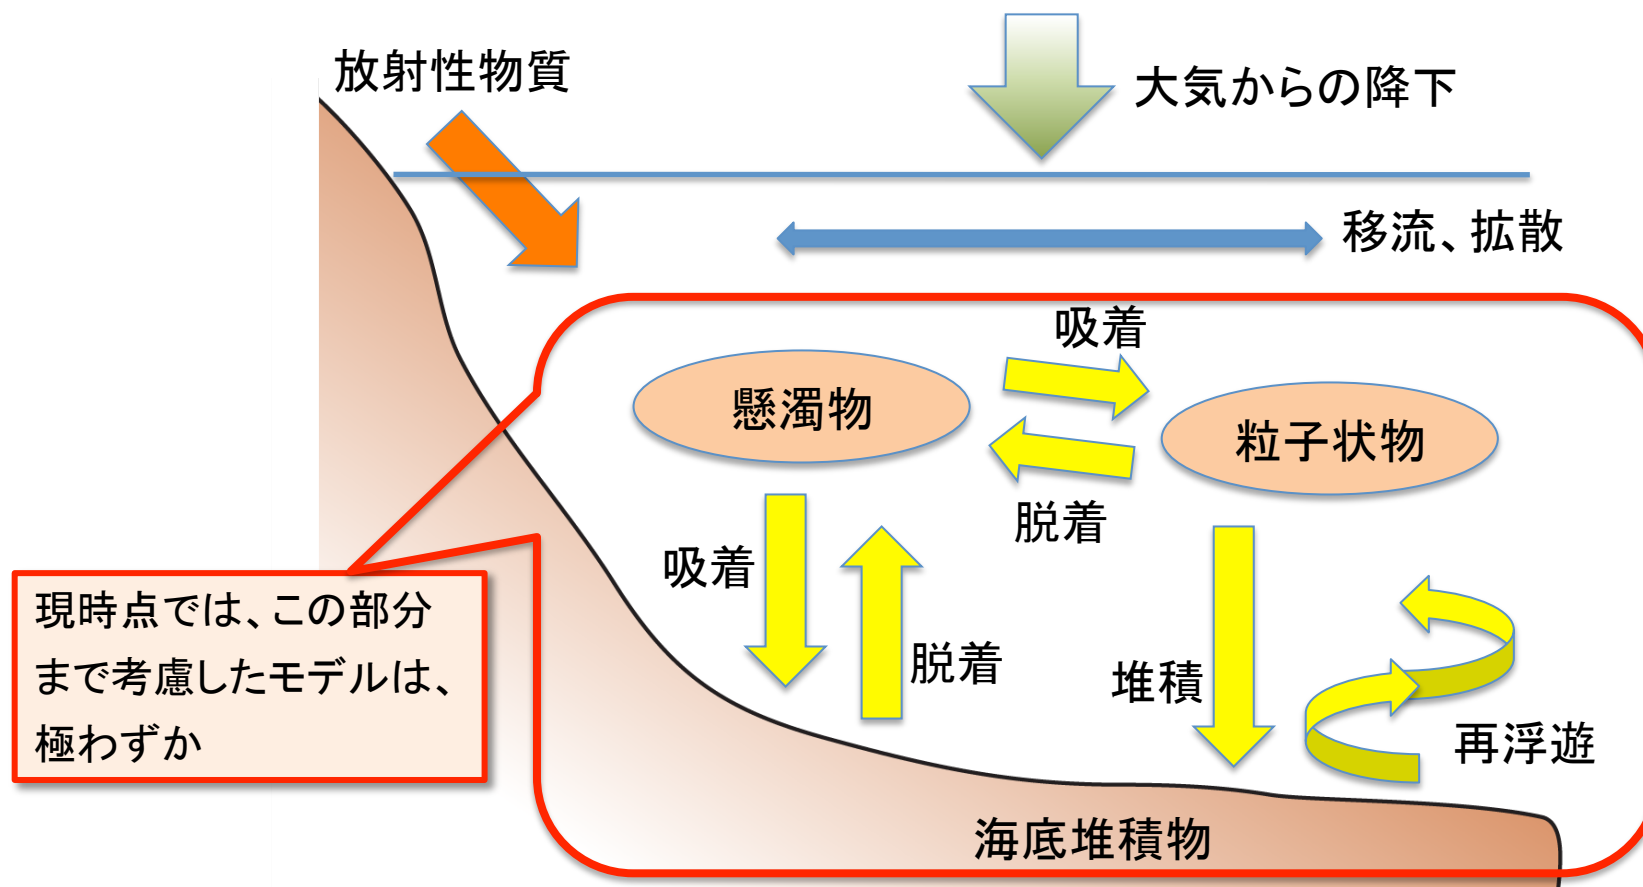 放射性物質
大気からの降下
移流、拡散
吸着
懸濁物
粒子状物
脱着
吸着
脱着
堆積
再浮遊
現時点では、この部分
まで考慮したモデルは、
極わずか
海底堆積物